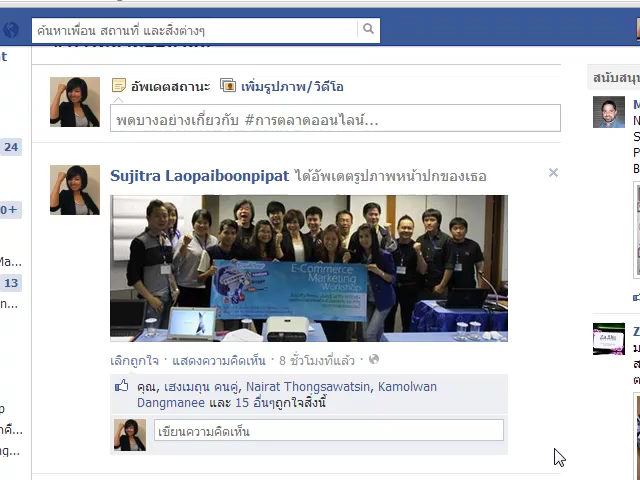 ค้นหาเพื่อน สถานที่ และสิ่งต่างๆ
24
0+
Ma...
13
n...
สนับสนุน
อัพเดตสถานะ เพิ่มรูปภาพ/วิดีโอ
พูดบางอย่างเกี่ยวกับ #การตลาดออนไลน์...
Sujitra Laopaiboonpipat ได้อัพเดตรูปภาพหน้าปกของเธอ
E-Commerce
Marketing
Workshop
เลิกถูกใจ · แสดงความคิดเห็น · 8 ชั่วโมงที่แล้ว ·
คุณ, เฮงเมถุน คนคู่, Nairat Thongsawatsin, Kamolwan
Dangmanee และ 15 อื่นๆถูกใจสิ่งนี้
เขียนความคิดเห็น